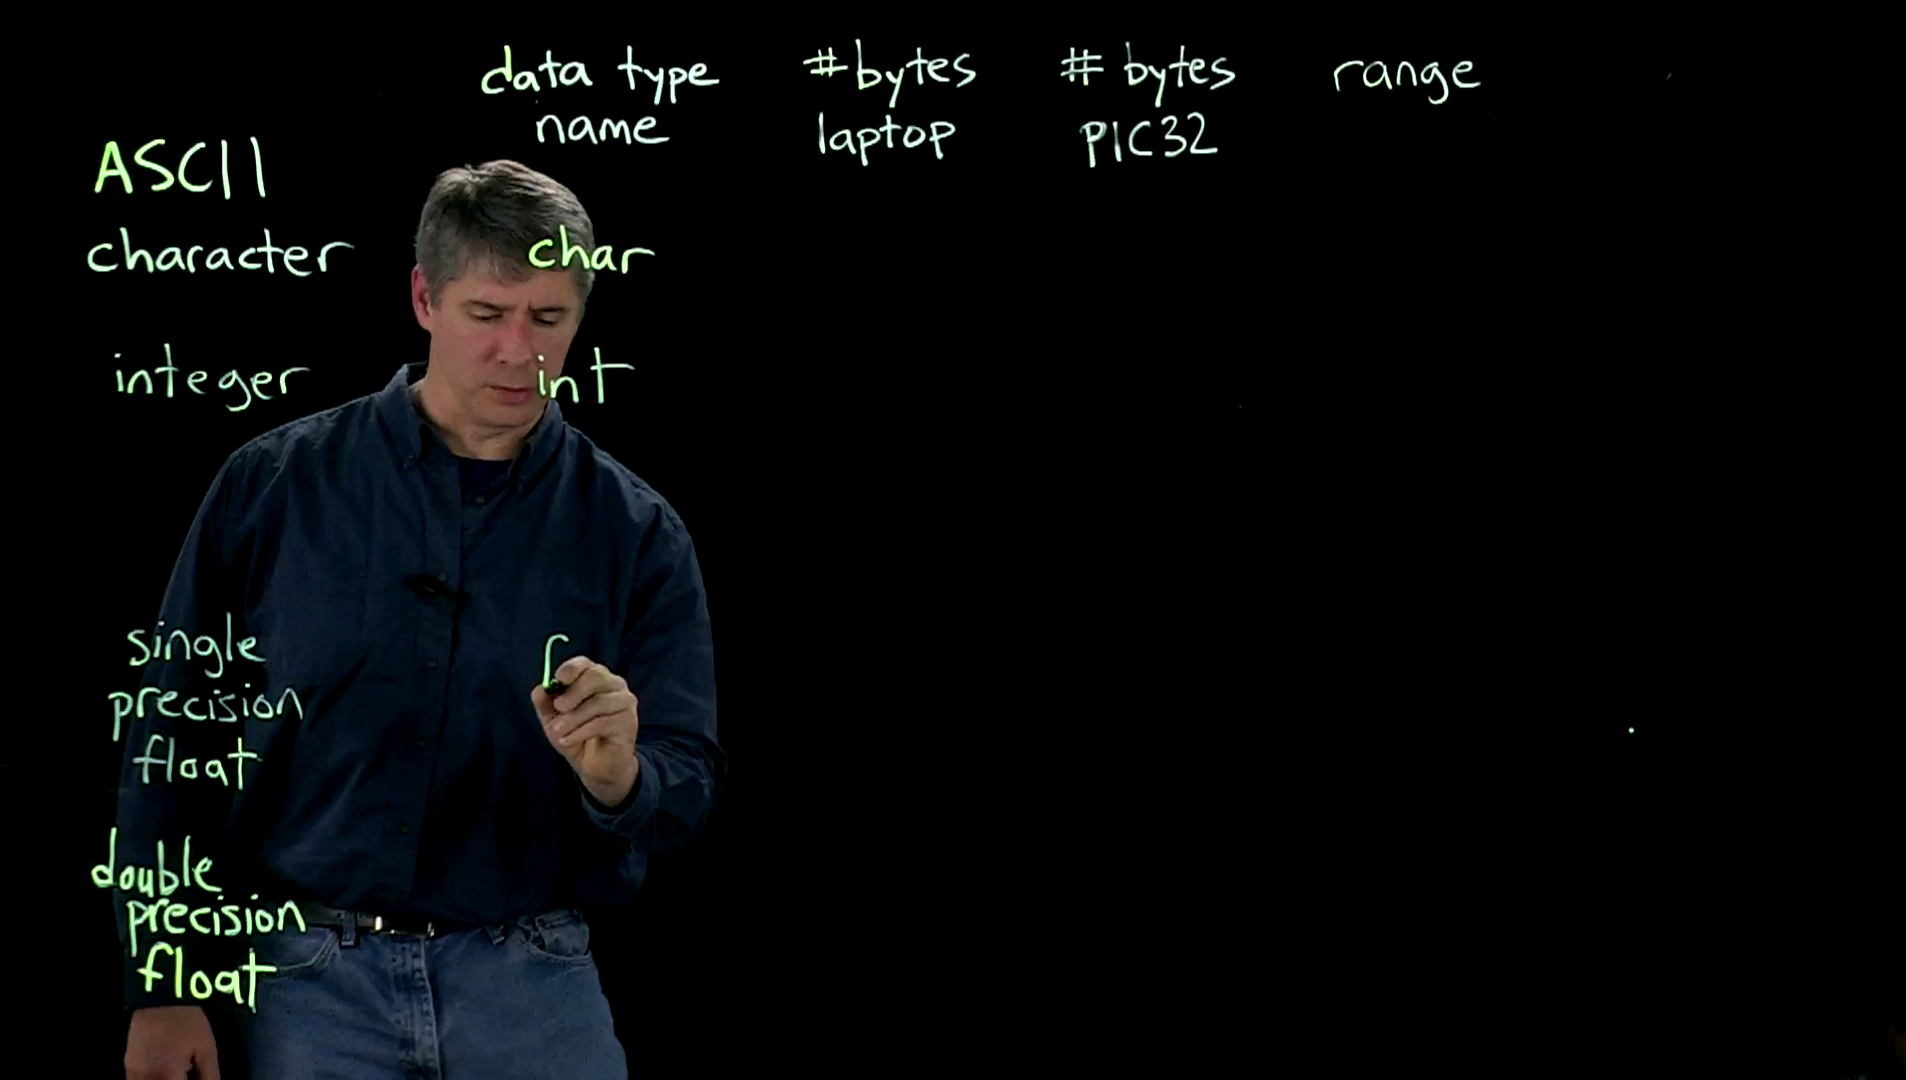 data type #bytes # bytes range
name laptop PIC32
ASCII
character char
integer int
single f
precision
float
double
precision
float